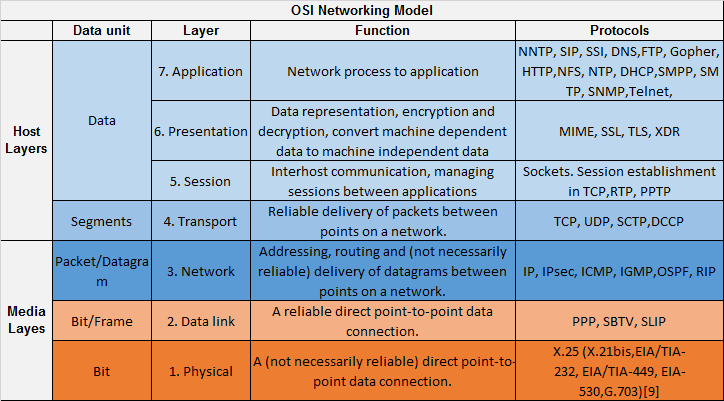 OSI Networking Model
Data unit Layer Function Protocols
Host
Layers
Data
7. Application
Network process to application
NNTP, SIP, SSI, DNS,FTP, Gopher,
HTTP,NFS, NTP, DHCP,SMPP, SM
TP, SNMP,Telnet,
6. Presentation
Data representation, encryption and
decryption, convert machine dependent
data to machine independent data
MIME, SSL, TLS, XDR
5. Session
Interhost communication, managing
sessions between applications
Sockets. Session establishment
in TCP,RTP, PPTP
Segments
4. Transport
Reliable delivery of packets between
points on a network.
TCP, UDP, SCTP,DCCP
Media
Layes
Packet/Datagra
m
3. Network
Addressing, routing and (not necessarily
reliable) delivery of datagrams between
points on a network.
IP, IPsec, ICMP, IGMP,OSPF, RIP
Bit/Frame
2. Data link
A reliable direct point-to-point data
connection.
PPP, SBTV, SLIP
Bit
1. Physical
A (not necessarily reliable) direct point-to-
point data connection.
X.25 (X.21bis,EIA/TIA-
232, EIA/TIA-449, EIA-
530,G.703)[9]